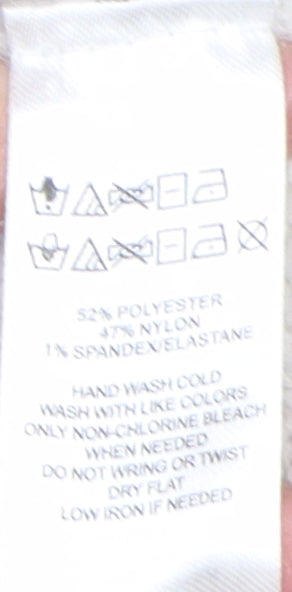 52% POLYESTER
47% NYLON
1% SPANDEX/ELASTANE
HAND WASH COLD
WASH WITH LIKE COLORS
ONLY NON-CHLORINE BLEACH
WHEN NEEDED
DO NOT WRING OR TWIST
DRY FLAT
LOW IRON IF NEEDED